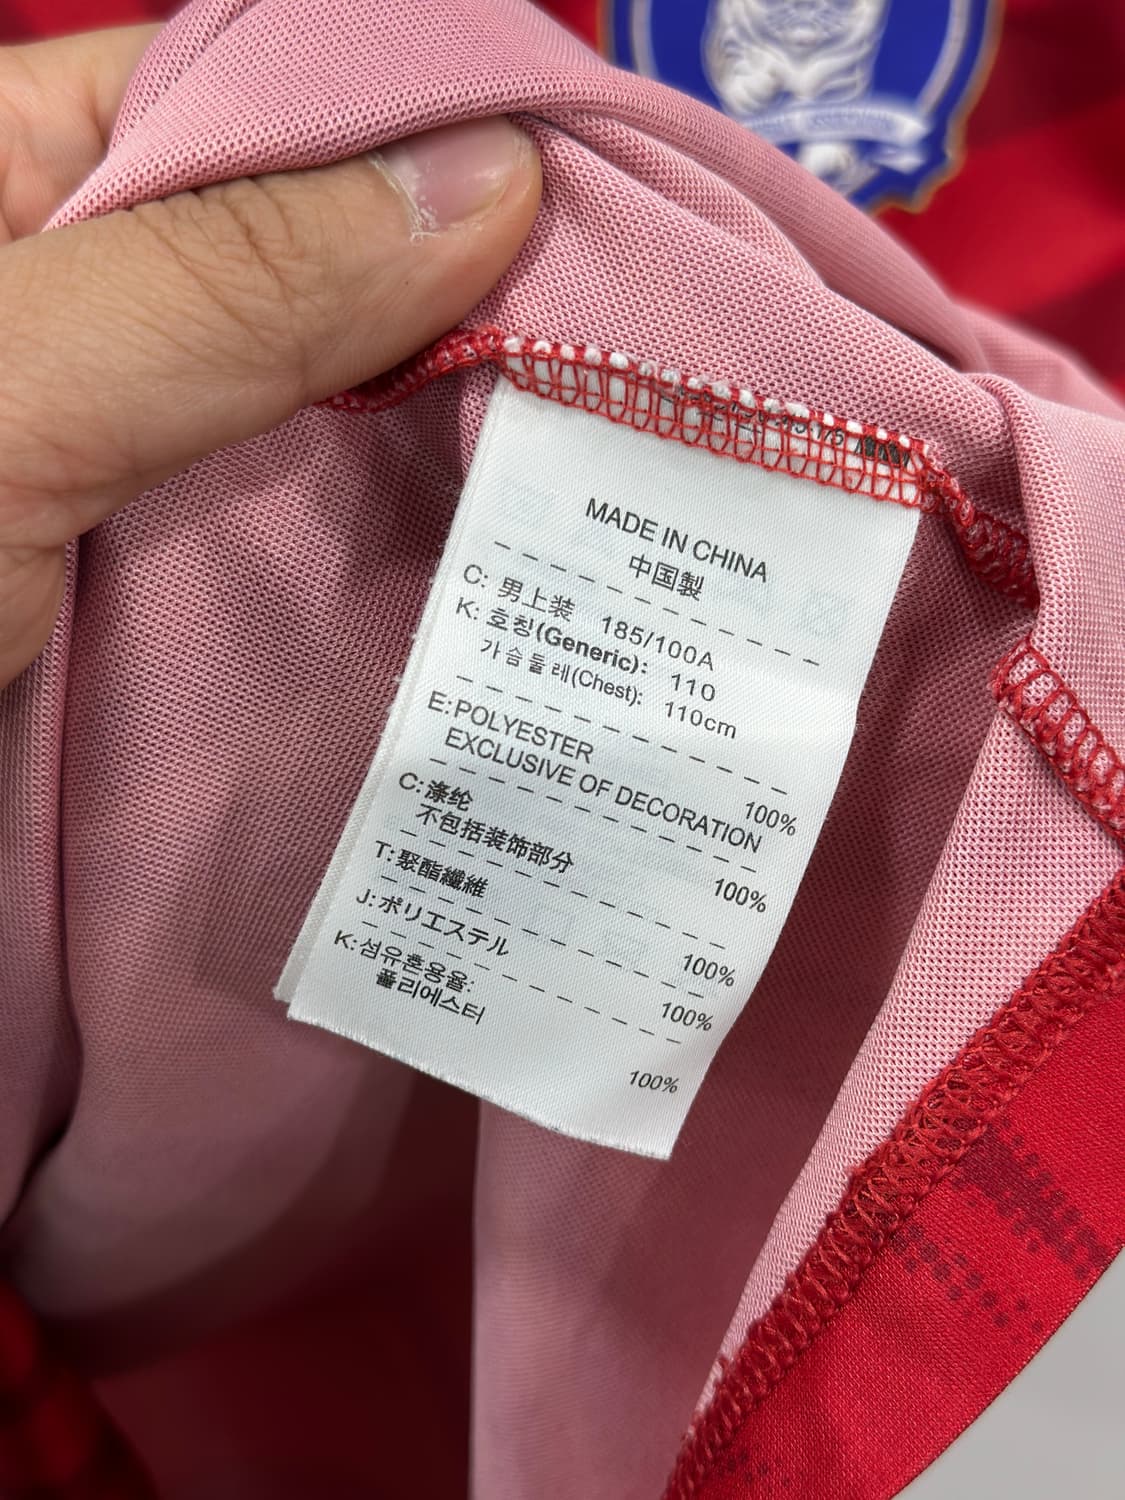 MADE IN CHINA
中国製
C: 男上装 185/100A
K: 호칭(Generic): 110
가슴둘레(Chest): 110cm
E: POLYESTER 100%
EXCLUSIVE OF DECORATION
C: 涤纶 100%
不包括装饰部分
T: 聚酯纖維 100%
J: ポリエステル 100%
K: 섬유혼용율:
폴리에스터 100%